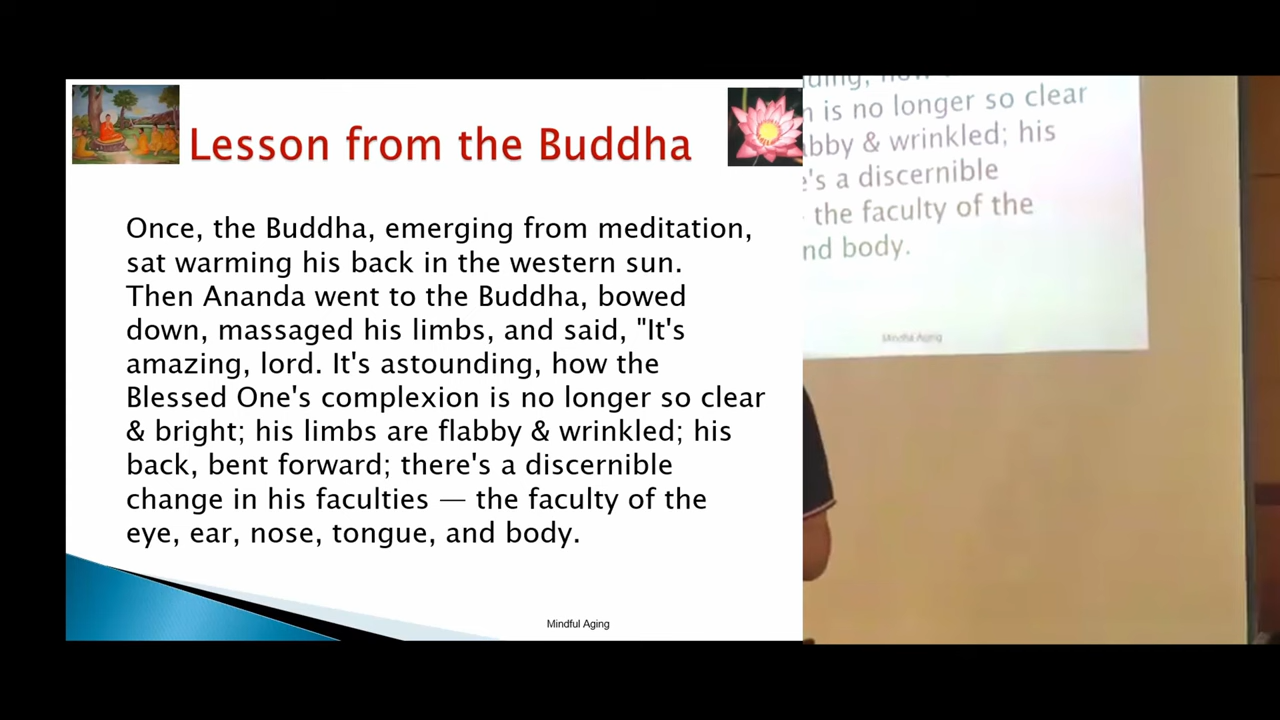 Lesson from the Buddha
Once, the Buddha, emerging from meditation,
sat warming his back in the western sun.
Then Ananda went to the Buddha, bowed
down, massaged his limbs, and said, "It's
amazing, lord. It's astounding, how the
Blessed One's complexion is no longer so clear
& bright; his limbs are flabby & wrinkled; his
back, bent forward; there's a discernible
change in his faculties — the faculty of the
eye, ear, nose, tongue, and body.
Mindful Aging
is no longer so clear
& wrinkled; his
a discernible
the faculty of the
body.
Mindful Aging